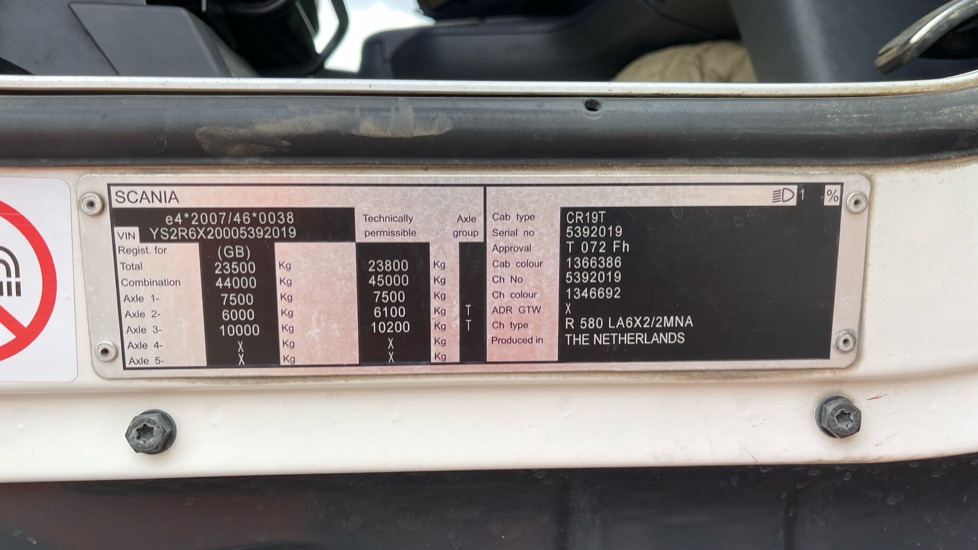 SCANIA 1 %
e4*2007/46*0038 Technically Axle Cab type CR19T
VIN YS2R6X20005392019 permissible group Serial no 5392019
Regist. for (GB) Approval T 072 Fh
Total 23500 Kg 23800 Kg Cab colour 1366386
Combination 44000 Kg 45000 Kg Ch No 5392019
Axle 1- 7500 Kg 7500 Kg Ch colour 1346692
Axle 2- 6000 Kg 6100 Kg T ADR GTW X
Axle 3- 10000 Kg 10200 Kg T Ch type R 580 LA6X2/2MNA
Axle 4- X Kg X Kg Produced in THE NETHERLANDS
Axle 5- X Kg X Kg